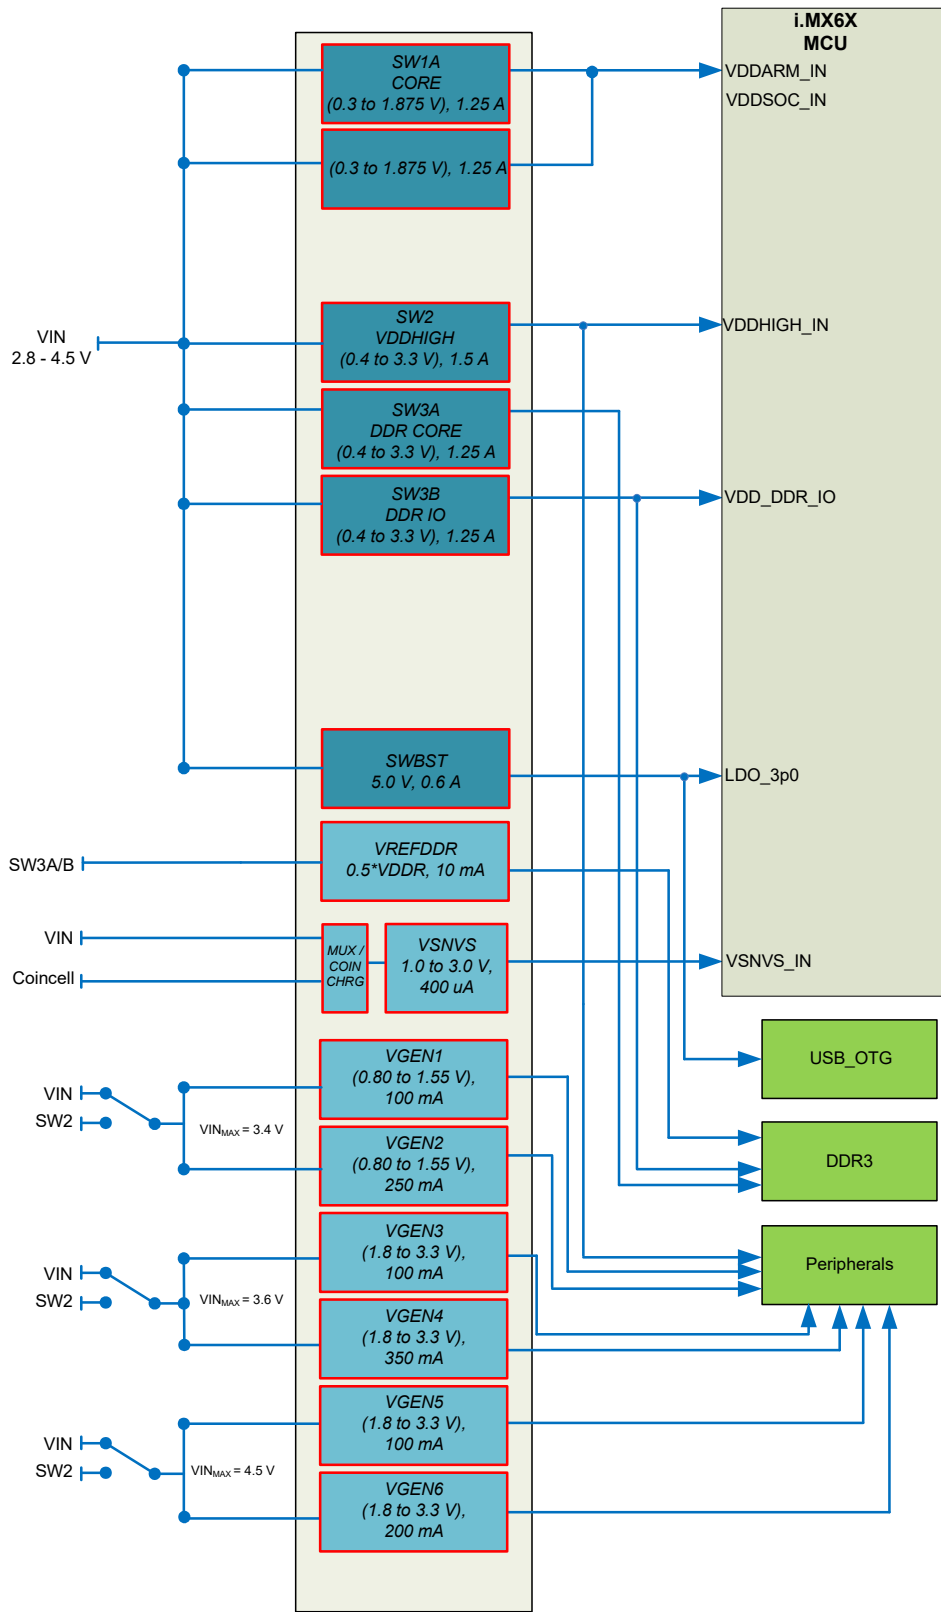 i.MX6X
MCU
SW1A
CORE
(0.3 to 1.875 V), 1.25 A
VDDARM_IN
VDDSOC_IN
(0.3 to 1.875 V), 1.25 A
VIN
2.8 - 4.5 V
SW2
VDDHIGH
(0.4 to 3.3 V), 1.5 A
VDDHIGH_IN
SW3A
DDR CORE
(0.4 to 3.3 V), 1.25 A
SW3B
DDR IO
(0.4 to 3.3 V), 1.25 A
VDD_DDR_IO
SWBST
5.0 V, 0.6 A
LDO_3p0
SW3A/B
VREFDDR
0.5*VDDR, 10 mA
VIN
Coincell
MUX /
COIN
CHRG
VSNVS
1.0 to 3.0 V,
400 uA
VSNVS_IN
USB_OTG
VIN
SW2
VIN MAX = 3.4 V
VGEN1
(0.80 to 1.55 V),
100 mA
VGEN2
(0.80 to 1.55 V),
250 mA
DDR3
VIN
SW2
VIN MAX = 3.6 V
VGEN3
(1.8 to 3.3 V),
100 mA
VGEN4
(1.8 to 3.3 V),
350 mA
Peripherals
VIN
SW2
VIN MAX = 4.5 V
VGEN5
(1.8 to 3.3 V),
100 mA
VGEN6
(1.8 to 3.3 V),
200 mA